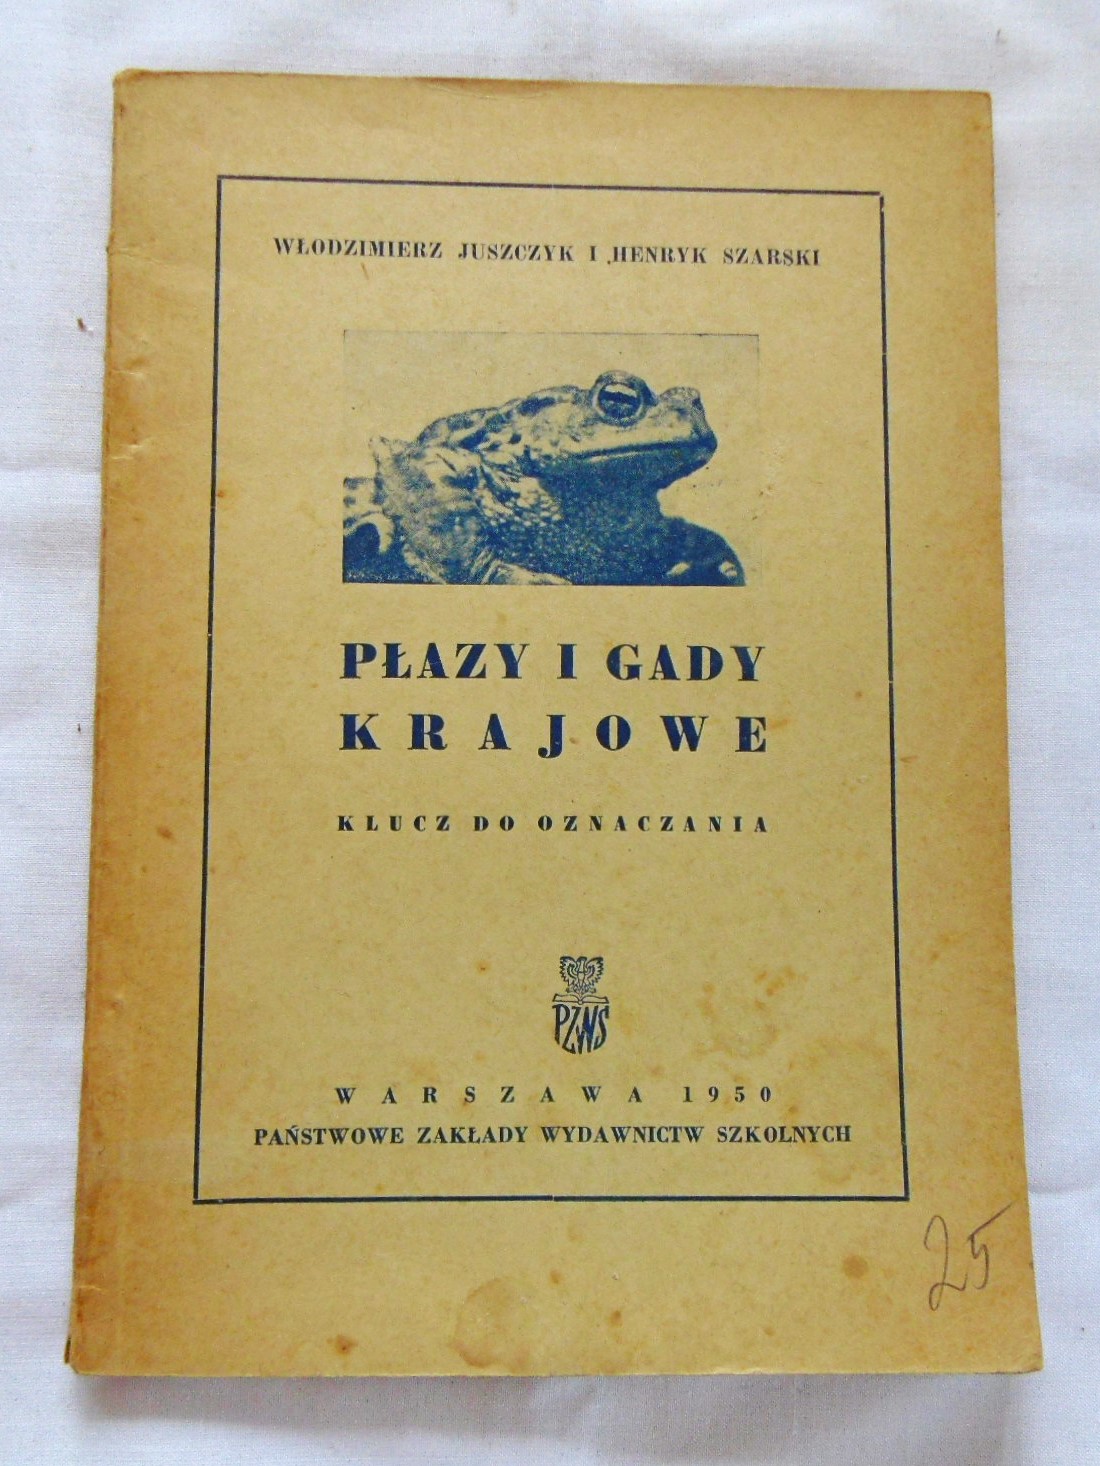 WŁODZIMIERZ JUSZCZYK I HENRYK SZARSKI
PŁAZY I GADY
KRAJOWE
KLUCZ DO OZNACZANIA
PZWS
WARSZAWA 1950
PAŃSTWOWE ZAKŁADY WYDAWNICTW SZKOLNYCH
25